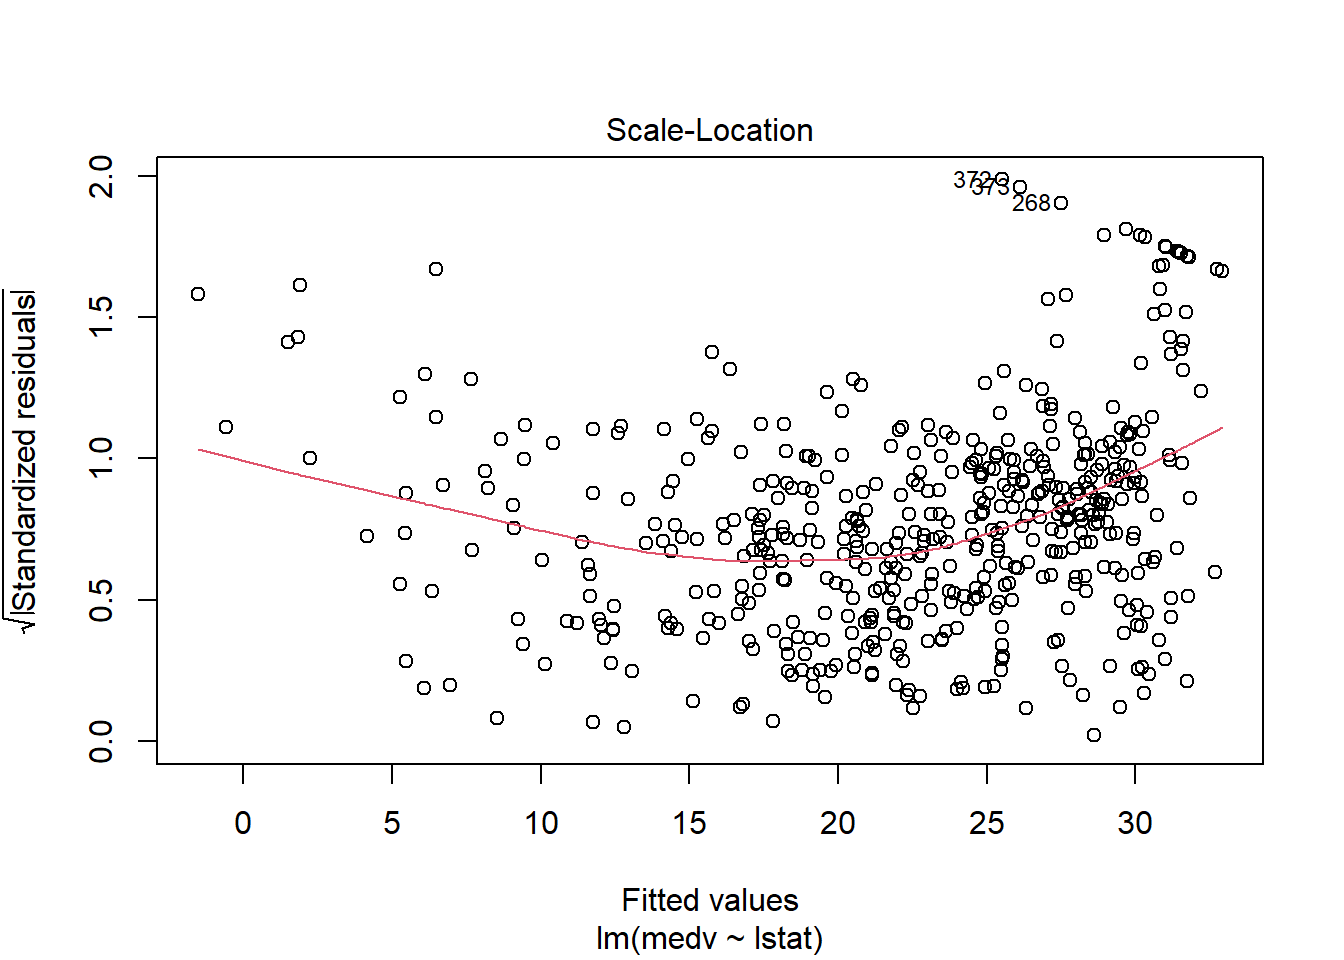 Scale-Location
√|Standardized residuals|
2.0
1.5
1.0
0.5
0.0
372
373
268
0 5 10 15 20 25 30
Fitted values
lm(medv ~ lstat)